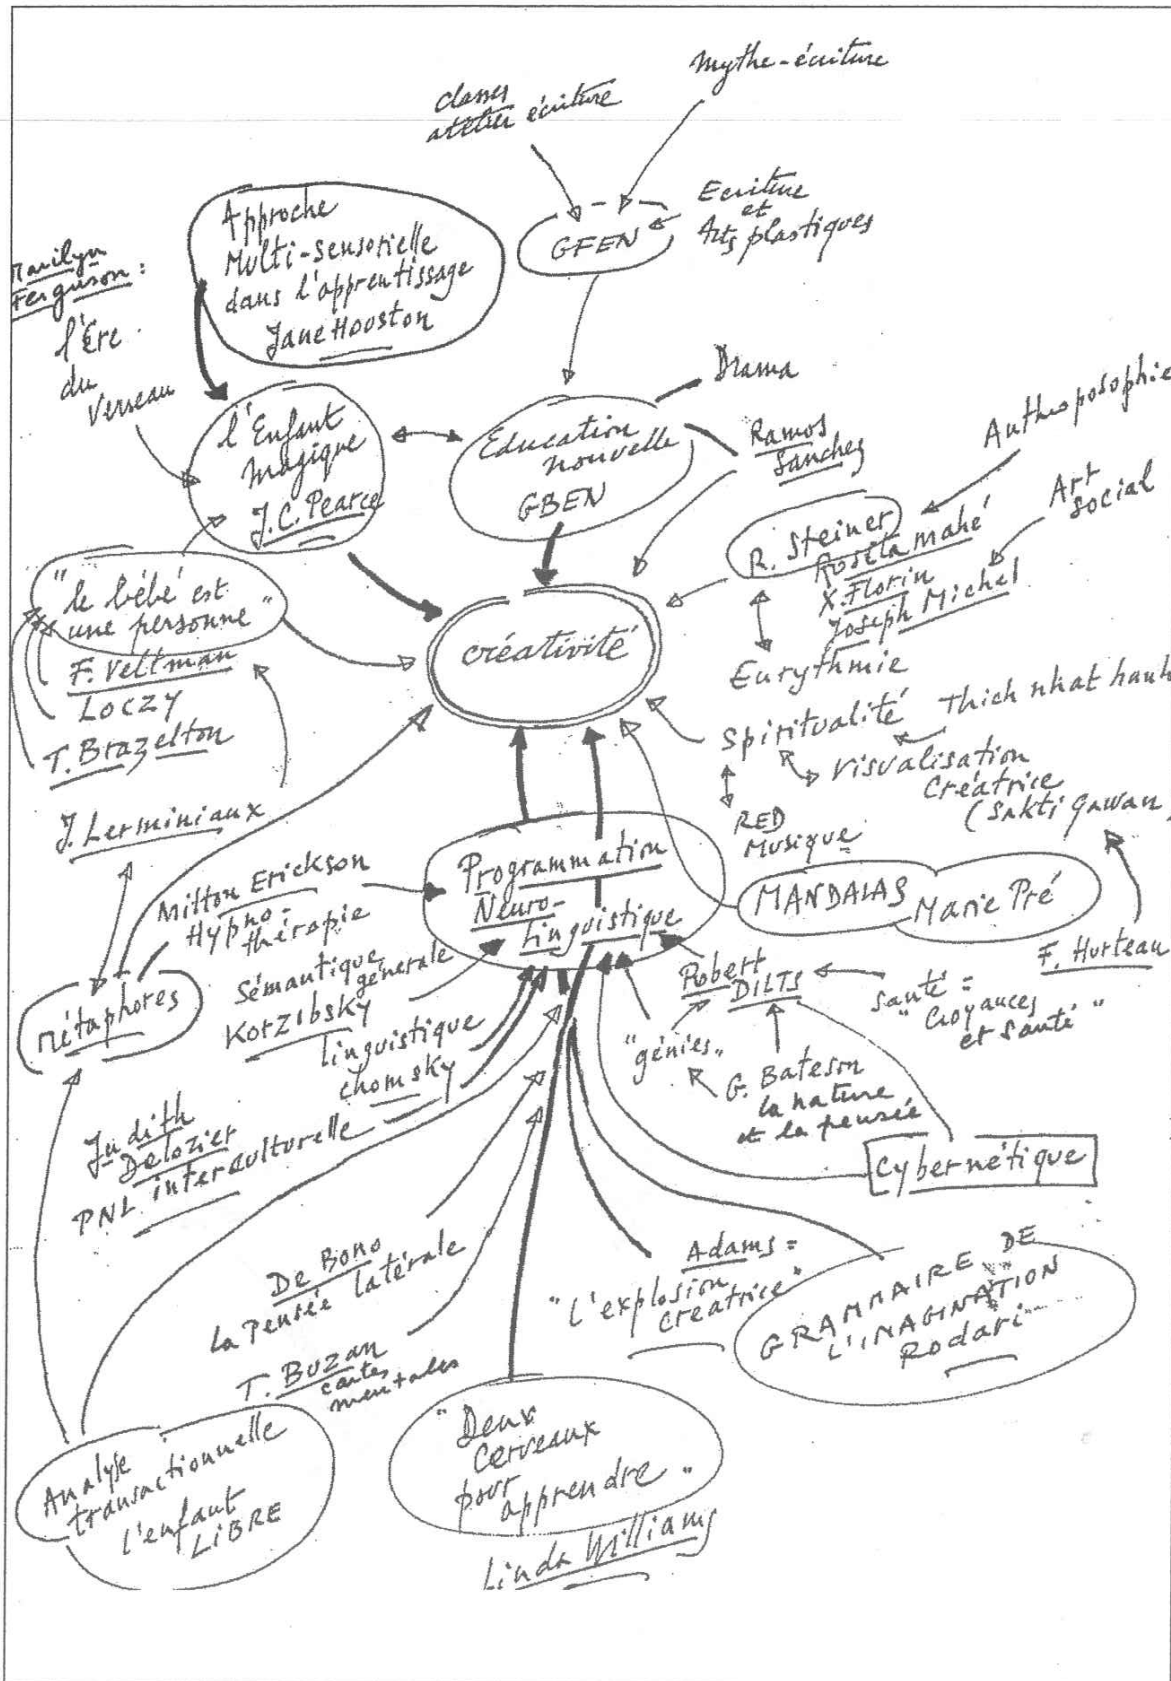 Mythe-écriture
classes
atelier écriture
Ecriture
et
Arts plastiques
GFEN
Approche
Multi-sensorielle
dans l'apprentissage
Jane Hooston
Marilyn
Ferguson :
l'Ère
du
Verseau
Drama
l'Enfant
magique
J.C. Pearce
Education
nouvelle
GBEN
Ramos
Sanchez
Anthroposophie
Art
social
R. Steiner
Rosita Mahé
X. Florin
Joseph Michel
Eurythmie
"le bébé est
une personne"
F. Veltman
LOCZY
T. Brazelton
créativité
J. Lerminiaux
Spiritualité
Thich nhat hanh
Visualisation
Créatrice
(Sakti Gawan)
RED
Musique
MANDALAS
Marie Pré
F. Hurteau
Milton Erickson
Hypno-
thérapie
Programmation
Neuro-
Linguistique
Métaphores
Sémantique
générale
Korzibsky
Linguistique
Chomsky
Robert
DILTS
Santé =
"Croyances
et santé"
"génies"
G. Bateson
la nature
et la pensée
Cybernétique
Judith
Delozier
PNL interculturelle
De Bono
La Pensée latérale
T. Buzan
cartes
mentales
Adams =
"L'explosion
créatrice"
GRAMMAIRE DE
L'IMAGINATION
Rodari
Analyse
transactionnelle
l'enfant
LIBRE
"Deux
Cerveaux
pour
apprendre"
Linda Williams